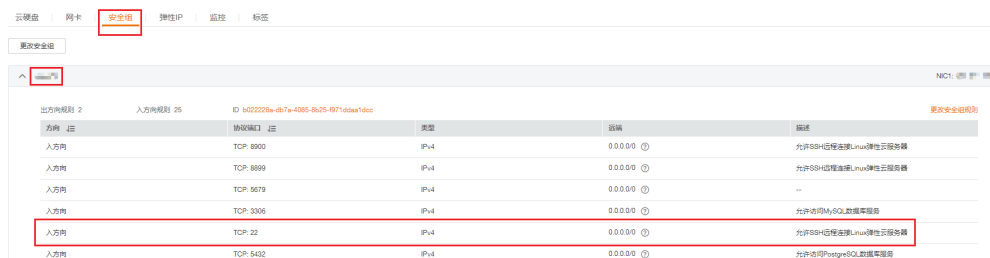 云硬盘 网卡 安全组 弹性IP 监控 标签
更改安全组
NIC1:
出方向规则 2 入方向规则 25 ID b022228a-db7a-4085-8b25-f971ddaa1dcc 更改安全组规则
方向 协议端口 类型 远端 描述
入方向 TCP: 8900 IPv4 0.0.0.0/0 允许SSH远程连接Linux弹性云服务器
入方向 TCP: 8899 IPv4 0.0.0.0/0 允许SSH远程连接Linux弹性云服务器
入方向 TCP: 5679 IPv4 0.0.0.0/0 --
入方向 TCP: 3306 IPv4 0.0.0.0/0 允许访问MySQL数据库服务
入方向 TCP: 22 IPv4 0.0.0.0/0 允许SSH远程连接Linux弹性云服务器
入方向 TCP: 5432 IPv4 0.0.0.0/0 允许访问PostgreSQL数据库服务